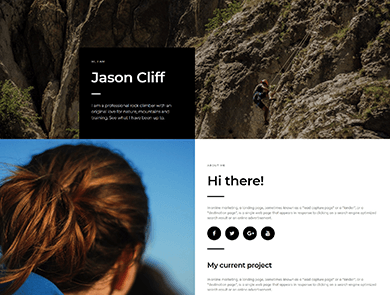 HI, I AM
Jason Cliff
I am a professional rock climber with an
original love for nature, mountains and
training. See what I have been up to.
ABOUT ME
Hi there!
In online marketing, a landing page, sometimes known as a "lead capture page" or a "lander", or a
"destination page", is a single web page that appears in response to clicking on a search engine optimized
search result or an online advertisement.
My current project
In online marketing, a landing page, sometimes known as a "lead capture page" or a "lander", or a
"destination page", is a single web page that appears in response to clicking on a search engine optimized
search result or an online advertisement.